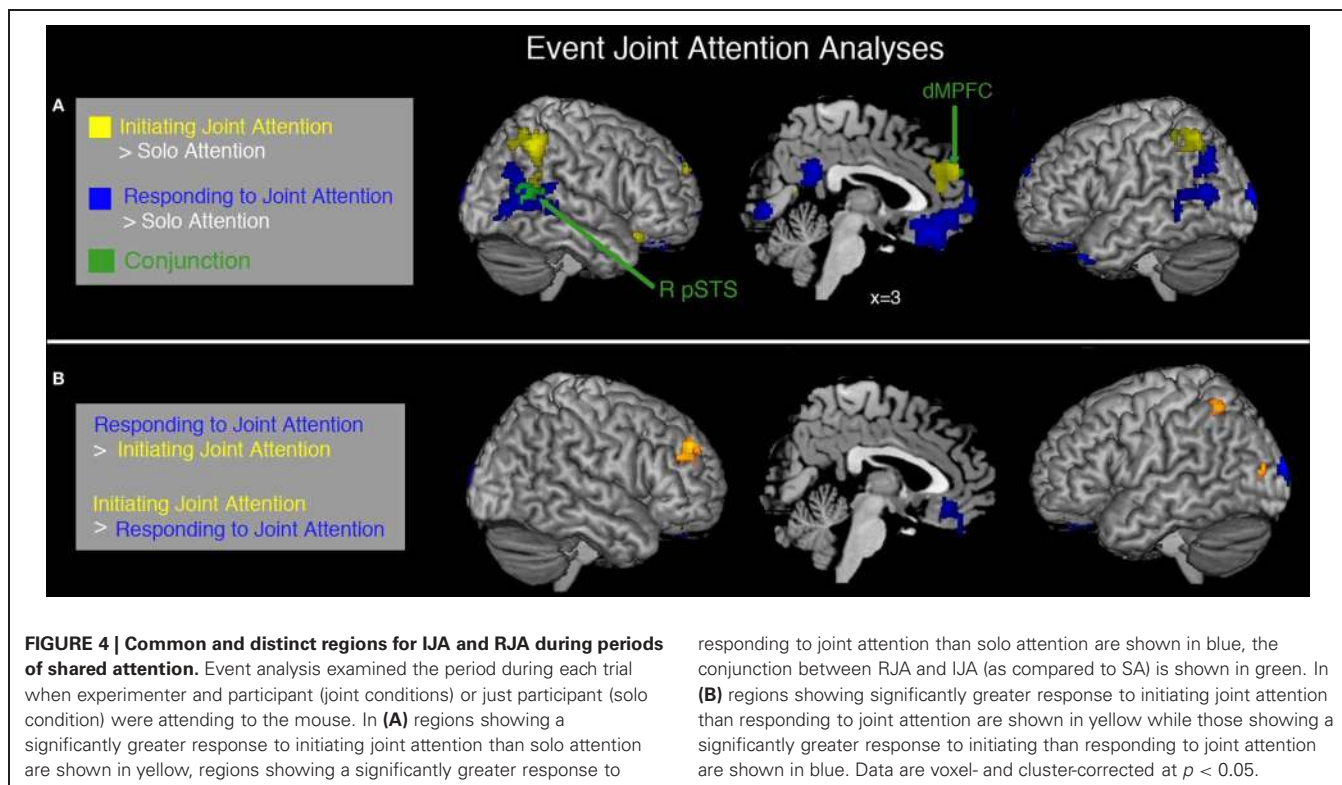 Event Joint Attention Analyses
A
Initiating Joint Attention
> Solo Attention
Responding to Joint Attention
> Solo Attention
Conjunction
dMPFC
R pSTS
x=3
B
Responding to Joint Attention
> Initiating Joint Attention
Initiating Joint Attention
> Responding to Joint Attention
FIGURE 4 | Common and distinct regions for IJA and RJA during periods
of shared attention. Event analysis examined the period during each trial
when experimenter and participant (joint conditions) or just participant (solo
condition) were attending to the mouse. In (A) regions showing a
significantly greater response to initiating joint attention than solo attention
are shown in yellow, regions showing a significantly greater response to
responding to joint attention than solo attention are shown in blue, the
conjunction between RJA and IJA (as compared to SA) is shown in green. In
(B) regions showing significantly greater response to initiating joint attention
than responding to joint attention are shown in yellow while those showing a
significantly greater response to initiating than responding to joint attention
are shown in blue. Data are voxel- and cluster-corrected at p < 0.05.